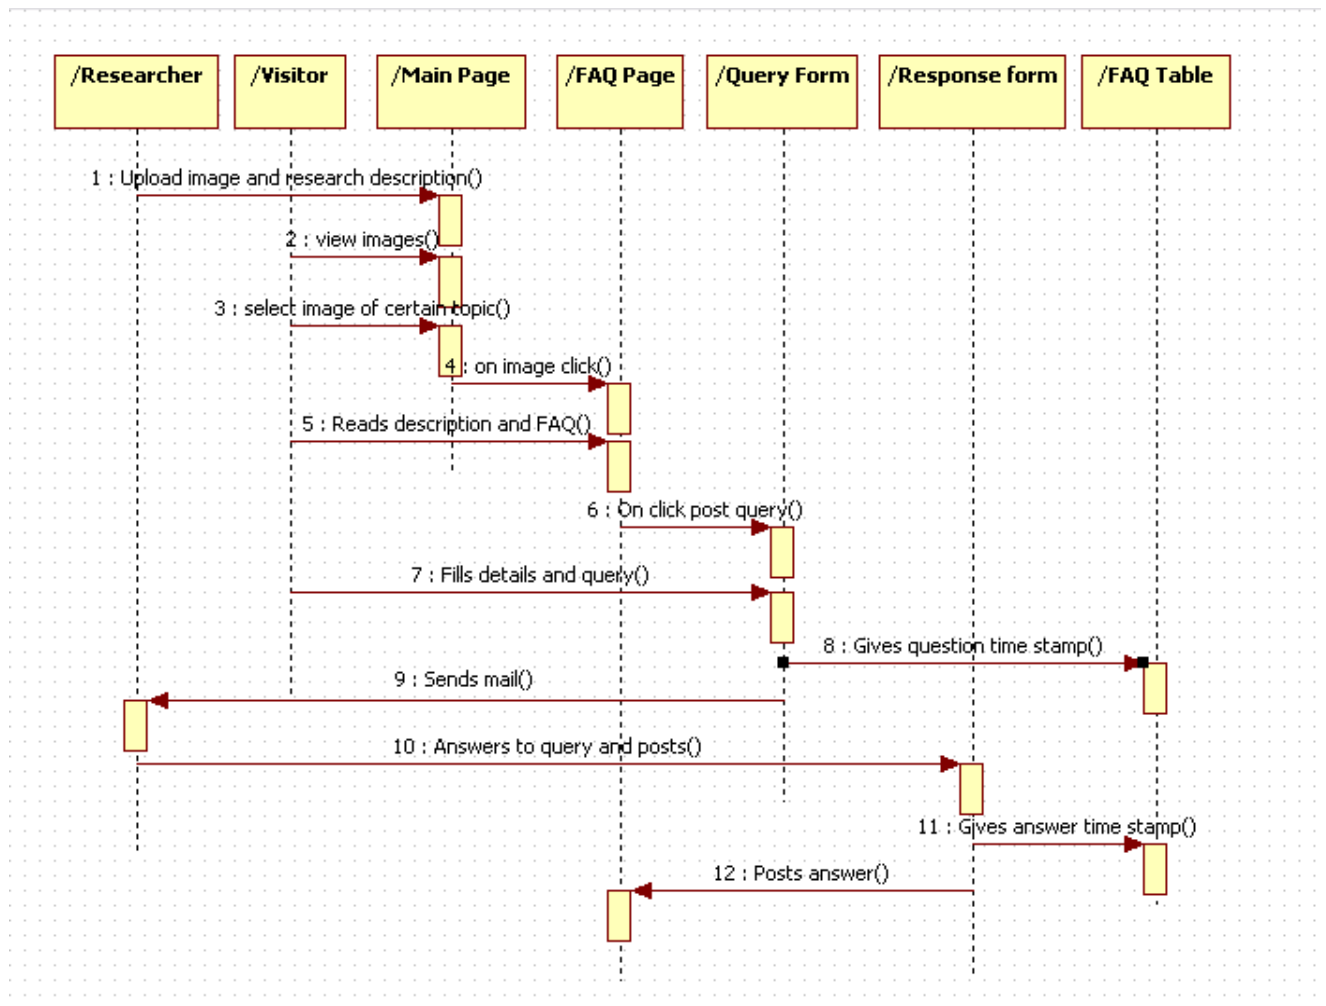 /Researcher
/Visitor
/Main Page
/FAQ Page
/Query Form
/Response form
/FAQ Table
1 : Upload image and research description()
2 : view images()
3 : select image of certain topic()
4 : on image click()
5 : Reads description and FAQ()
6 : On click post query()
7 : Fills details and query()
8 : Gives question time stamp()
9 : Sends mail()
10 : Answers to query and posts()
11 : Gives answer time stamp()
12 : Posts answer()